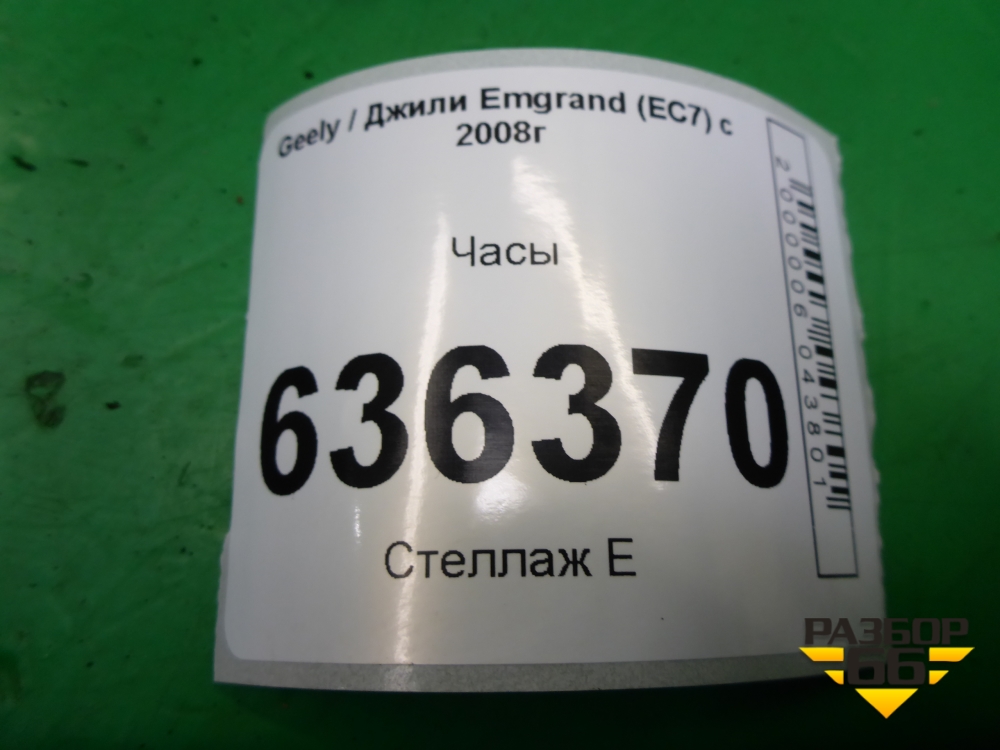 Geely / Джили Emgrand (EC7) с
2008г
Часы
636370
Стеллаж Е
2000006043801
РАЗБОР
66